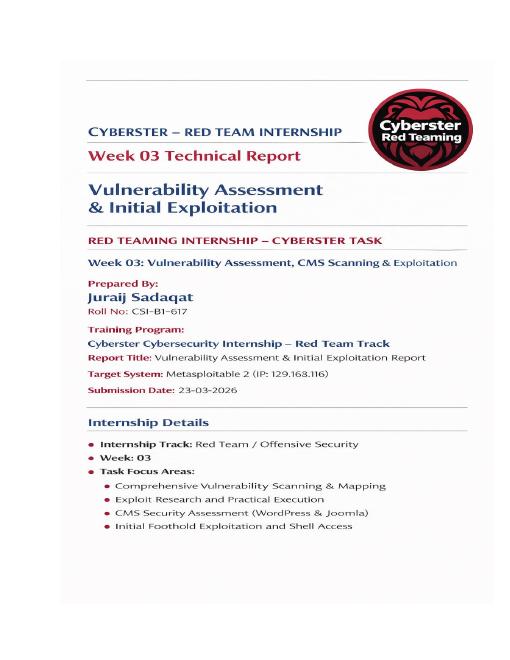 CYBERSTER – RED TEAM INTERNSHIP
Cyberster
Red Teaming
Week 03 Technical Report
Vulnerability Assessment
& Initial Exploitation
RED TEAMING INTERNSHIP – CYBERSTER TASK
Week 03: Vulnerability Assessment, CMS Scanning & Exploitation
Prepared By:
Juraij Sadaqat
Roll No: CSI-B1-617
Training Program:
Cyberster Cybersecurity Internship – Red Team Track
Report Title: Vulnerability Assessment & Initial Exploitation Report
Target System: Metasploitable 2 (IP: 129.168.116)
Submission Date: 23-03-2026
Internship Details
• Internship Track: Red Team / Offensive Security
• Week: 03
• Task Focus Areas:
• Comprehensive Vulnerability Scanning & Mapping
• Exploit Research and Practical Execution
• CMS Security Assessment (WordPress & Joomla)
• Initial Foothold Exploitation and Shell Access